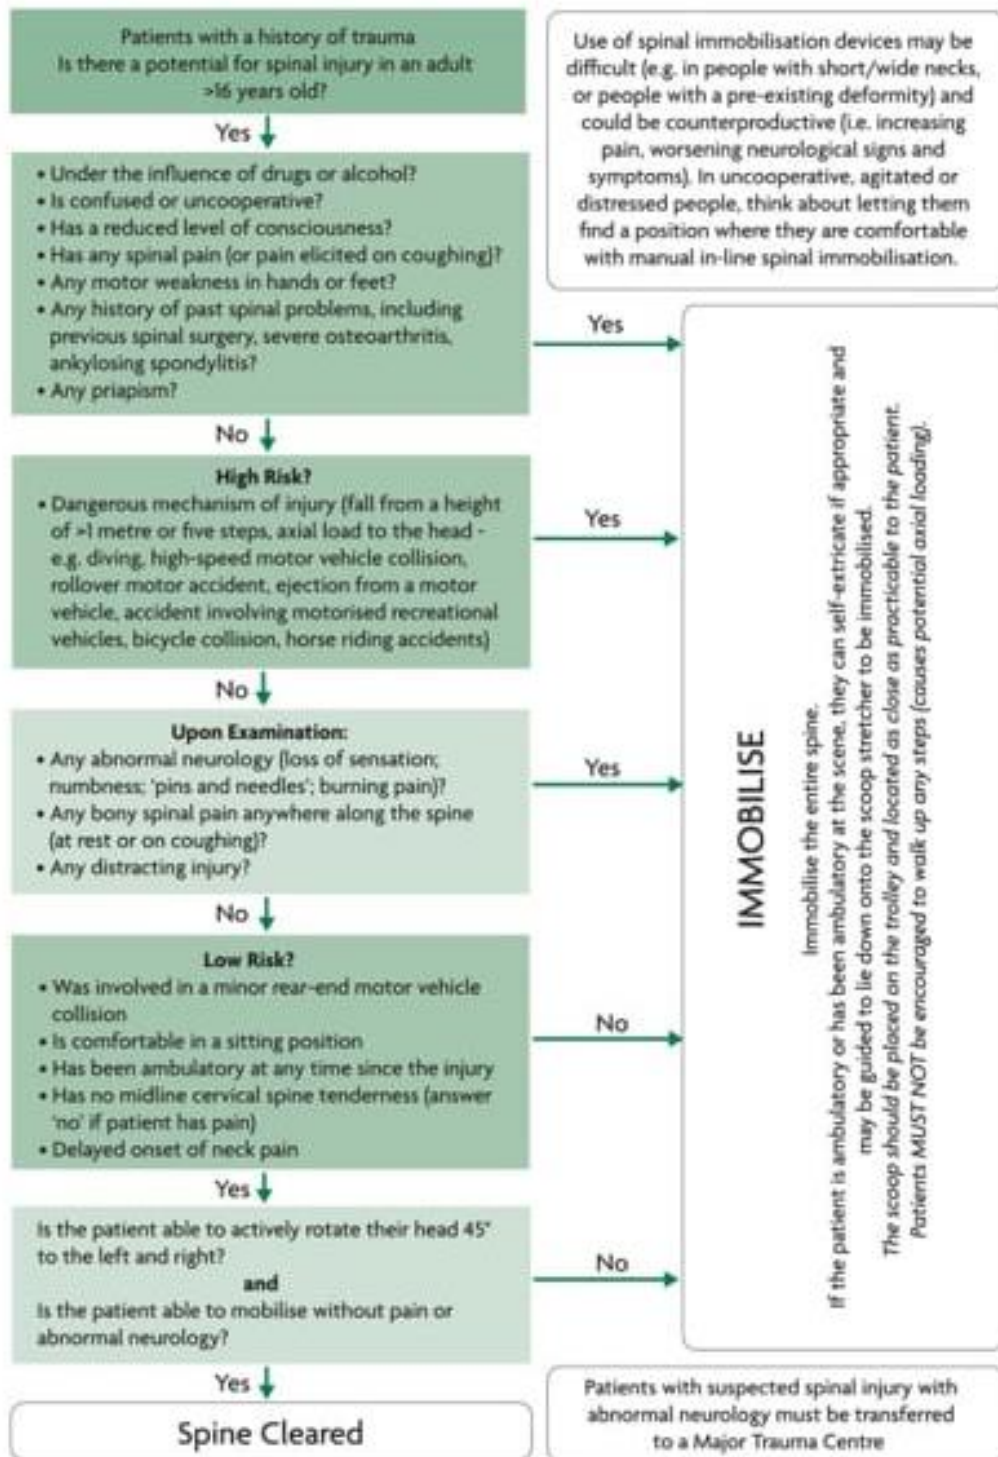 Patients with a history of trauma
Is there a potential for spinal injury in an adult
>16 years old?
Use of spinal immobilisation devices may be
difficult (e.g. in people with short/wide necks,
or people with a pre-existing deformity) and
could be counterproductive (i.e. increasing
pain, worsening neurological signs and
symptoms). In uncooperative, agitated or
distressed people, think about letting them
find a position where they are comfortable
with manual in-line spinal immobilisation.
Yes
• Under the influence of drugs or alcohol?
• Is confused or uncooperative?
• Has a reduced level of consciousness?
• Has any spinal pain (or pain elicited on coughing)?
• Any motor weakness in hands or feet?
• Any history of past spinal problems, including
previous spinal surgery, severe osteoarthritis,
ankylosing spondylitis?
• Any priapism?
Yes
No
High Risk?
• Dangerous mechanism of injury (fall from a height
of >1 metre or five steps, axial load to the head -
e.g. diving, high-speed motor vehicle collision,
rollover motor accident, ejection from a motor
vehicle, accident involving motorised recreational
vehicles, bicycle collision, horse riding accidents)
Yes
No
Upon Examination:
• Any abnormal neurology (loss of sensation;
numbness; 'pins and needles'; burning pain)?
• Any bony spinal pain anywhere along the spine
(at rest or on coughing)?
• Any distracting injury?
Yes
No
Low Risk?
• Was involved in a minor rear-end motor vehicle
collision
• Is comfortable in a sitting position
• Has been ambulatory at any time since the injury
• Has no midline cervical spine tenderness (answer
'no' if patient has pain)
• Delayed onset of neck pain
No
Yes
Is the patient able to actively rotate their head 45°
to the left and right?
and
Is the patient able to mobilise without pain or
abnormal neurology?
No
Yes
Spine Cleared
IMMOBILISE
Immobilise the entire spine.
If the patient is ambulatory or has been ambulatory at the scene, they can self-extricate if appropriate and
may be guided to lie down onto the scoop stretcher to be immobilised.
The scoop should be placed on the trolley and located as close as practicable to the patient.
Patients MUST NOT be encouraged to walk up any steps (causes potential axial loading).
Patients with suspected spinal injury with
abnormal neurology must be transferred
to a Major Trauma Centre